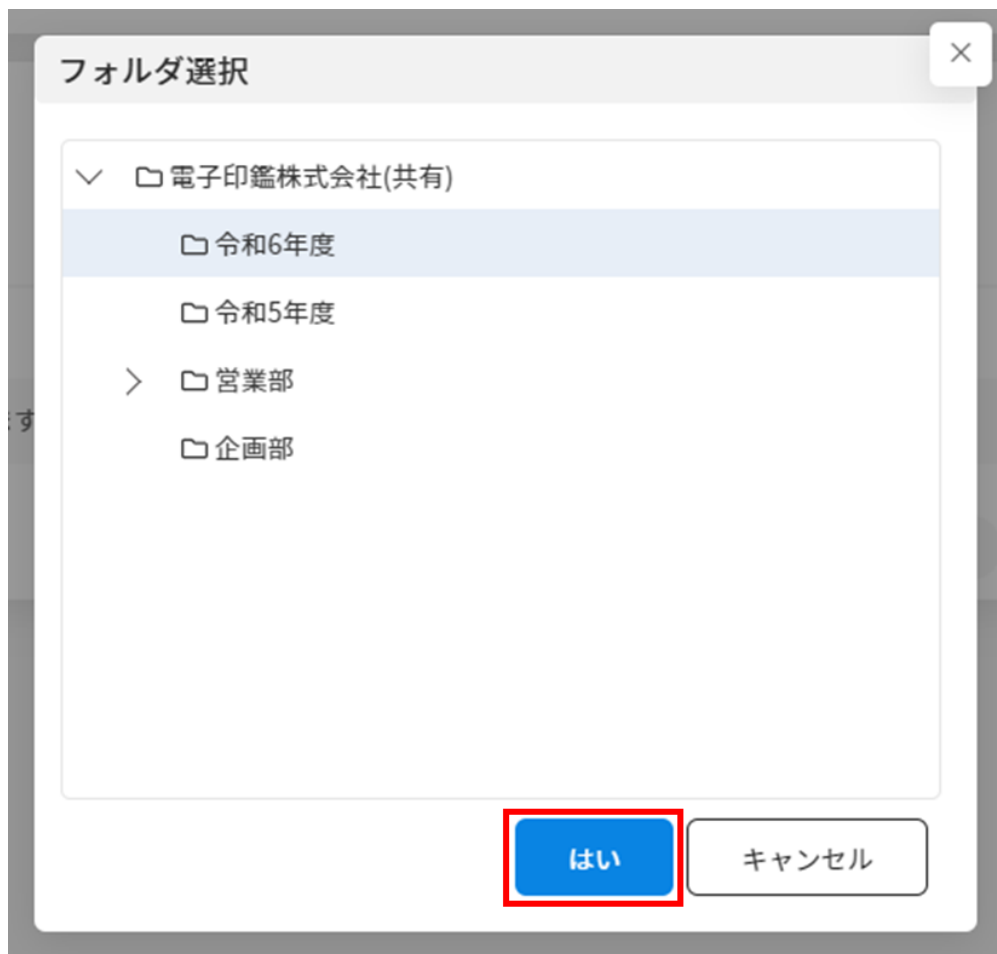 フォルダ選択
電子印鑑株式会社(共有)
令和6年度
令和5年度
営業部
ます
企画部
はい
キャンセル